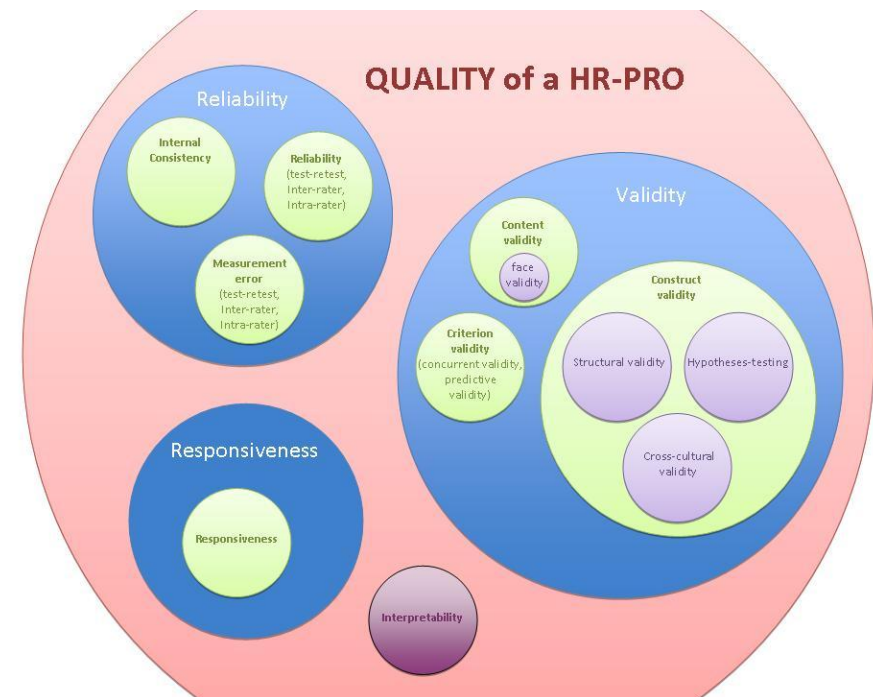 QUALITY of a HR-PRO
Reliability
Internal
Consistency
Reliability
(test-retest,
Inter-rater,
Intra-rater)
Measurement
error
(test-retest,
Inter-rater,
Intra-rater)
Validity
Content
validity
face
validity
Criterion
validity
(concurrent validity,
predictive
validity)
Construct
validity
Structural validity
Hypotheses-testing
Cross-cultural
validity
Responsiveness
Responsiveness
Interpretability